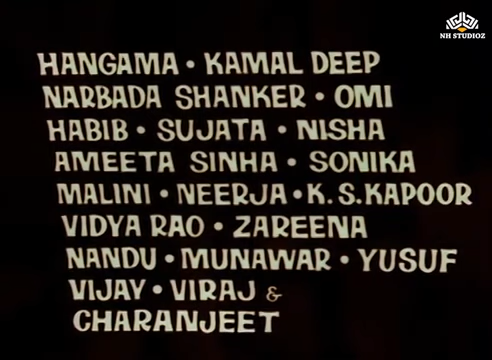 NH STUDIOZ
HANGAMA • KAMAL DEEP
NARBADA SHANKER • OMI
HABIB • SUJATA • NISHA
AMEETA SINHA • SONIKA
MALINI • NEERJA • K. S. KAPOOR
VIDYA RAO • ZAREENA
NANDU • MUNAWAR • YUSUF
VIJAY • VIRAJ &
CHARANJEET